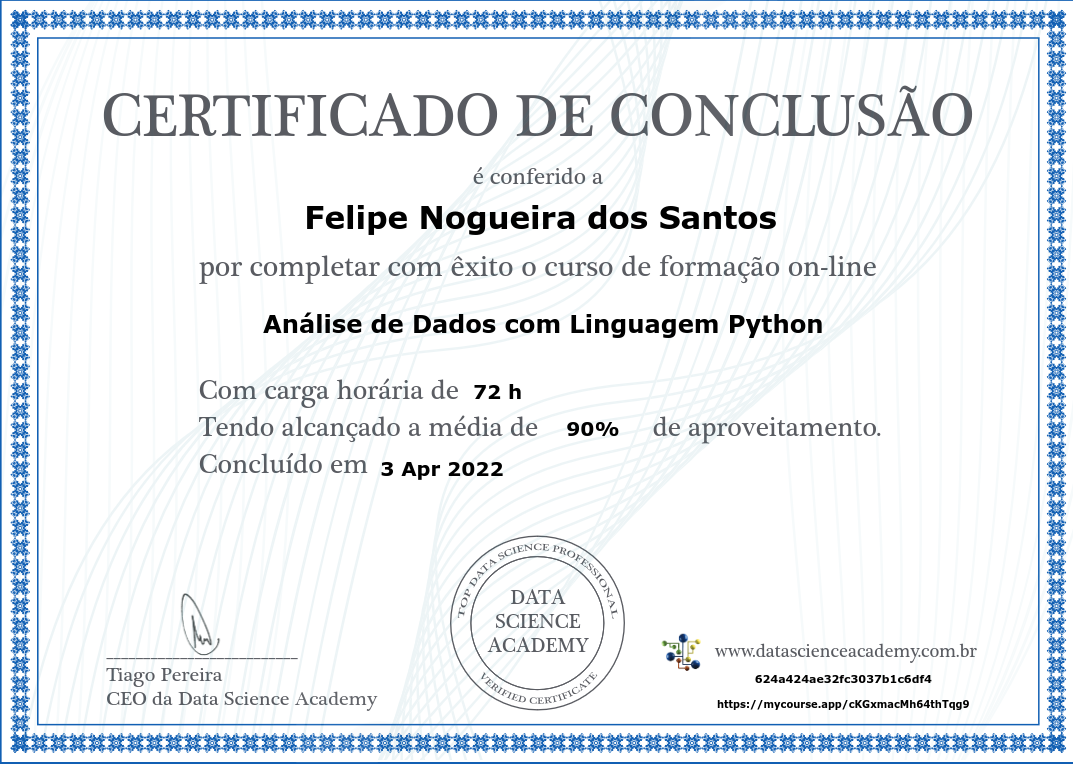 CERTIFICADO DE CONCLUSÃO
é conferido a
Felipe Nogueira dos Santos
por completar com êxito o curso de formação on-line
Análise de Dados com Linguagem Python
Com carga horária de 72 h
Tendo alcançado a média de 90% de aproveitamento.
Concluído em 3 Apr 2022
TOP DATA SCIENCE PROFESSIONAL
DATA
SCIENCE
ACADEMY
VERIFIED CERTIFICATE
Tiago Pereira
CEO da Data Science Academy
www.datascienceacademy.com.br
624a424ae32fc3037b1c6df4
https://mycourse.app/cKGxmacMh64thTqg9